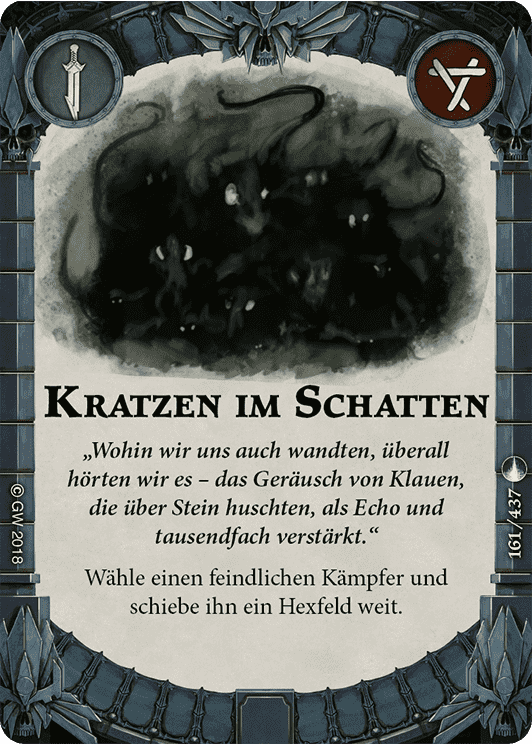 Kratzen im Schatten
„Wohin wir uns auch wandten, überall
hörten wir es – das Geräusch von Klauen,
die über Stein huschten, als Echo und
tausendfach verstärkt.“
Wähle einen feindlichen Kämpfer und
schiebe ihn ein Hexfeld weit.
© GW 2018
161/437